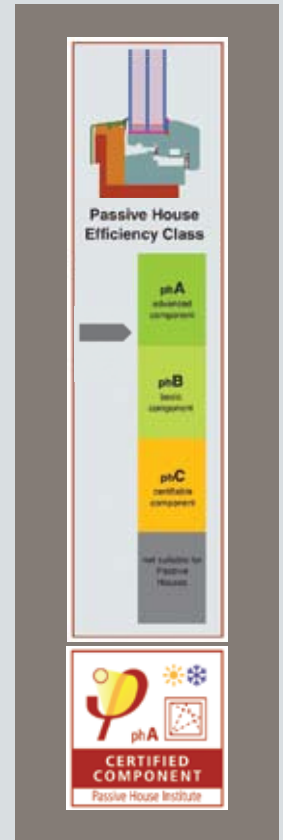 Passive House
Efficiency Class
phA
advanced
component
phB
basic
component
phC
certifiable
component
not suitable for
Passive
Houses
phA
CERTIFIED
COMPONENT
Passive House Institute